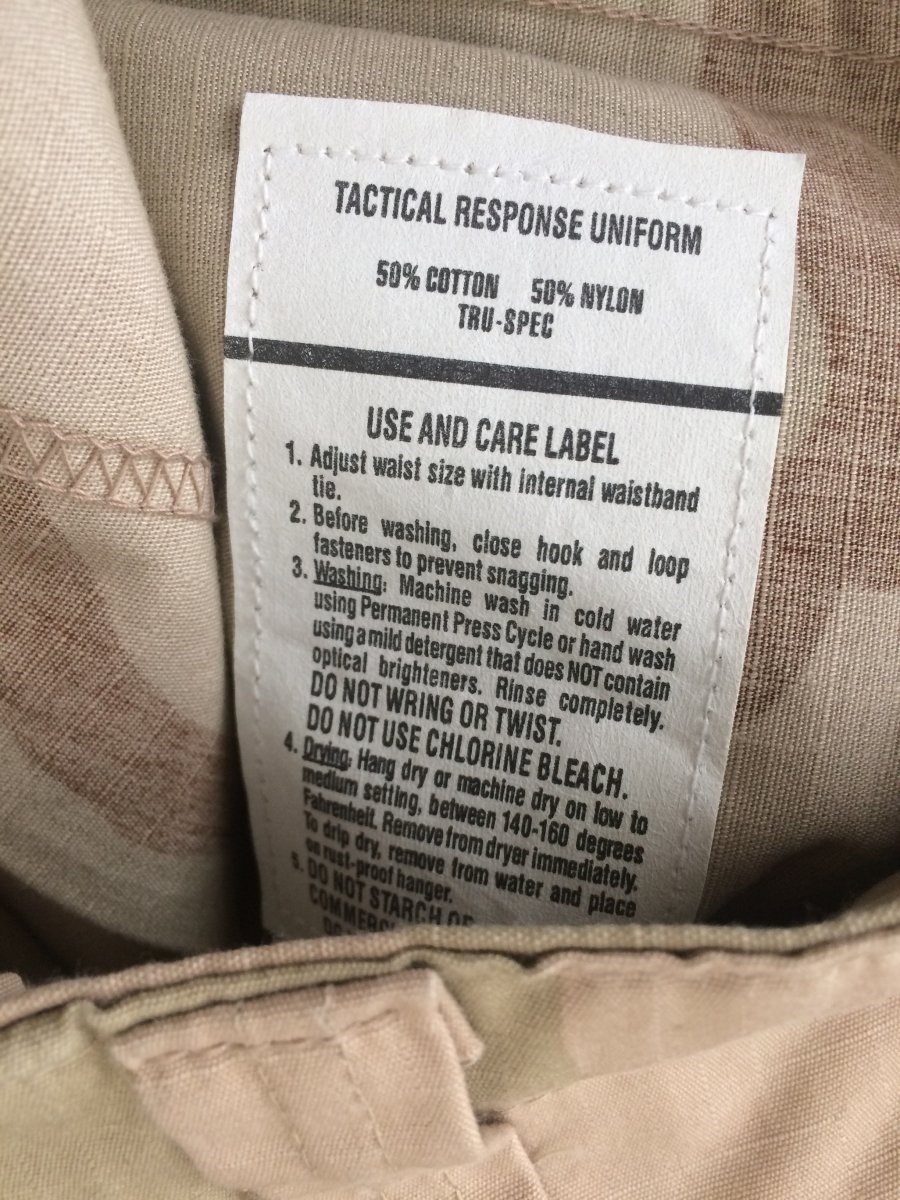 TACTICAL RESPONSE UNIFORM
50% COTTON 50% NYLON
TRU-SPEC
USE AND CARE LABEL
1. Adjust waist size with internal waistband
tie.
2. Before washing, close hook and loop
fasteners to prevent snagging.
3. Washing: Machine wash in cold water
using Permanent Press Cycle or hand wash
using a mild detergent that does NOT contain
optical brighteners. Rinse completely.
DO NOT WRING OR TWIST.
DO NOT USE CHLORINE BLEACH.
4. Drying: Hang dry or machine dry on low to
medium setting, between 140-160 degrees
Fahrenheit. Remove from dryer immediately.
To drip dry, remove from water and place
on rust-proof hanger.
5. DO NOT STARCH